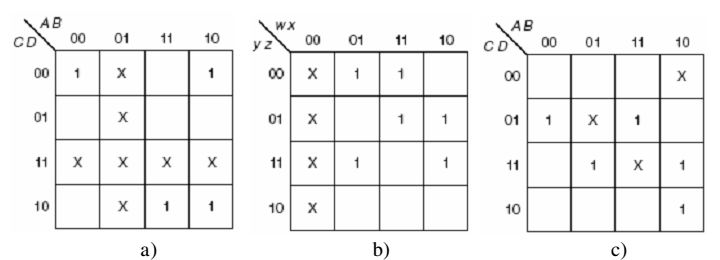 AB
CD 00 01 11 10
00 1 X 1
01 X
11 X X X X
10 X 1 1
a)
wx
yz 00 01 11 10
00 X 1 1
01 X 1 1
11 X 1 1
10 X
b)
AB
CD 00 01 11 10
00 X
01 1 X 1
11 1 X 1
10 1
c)